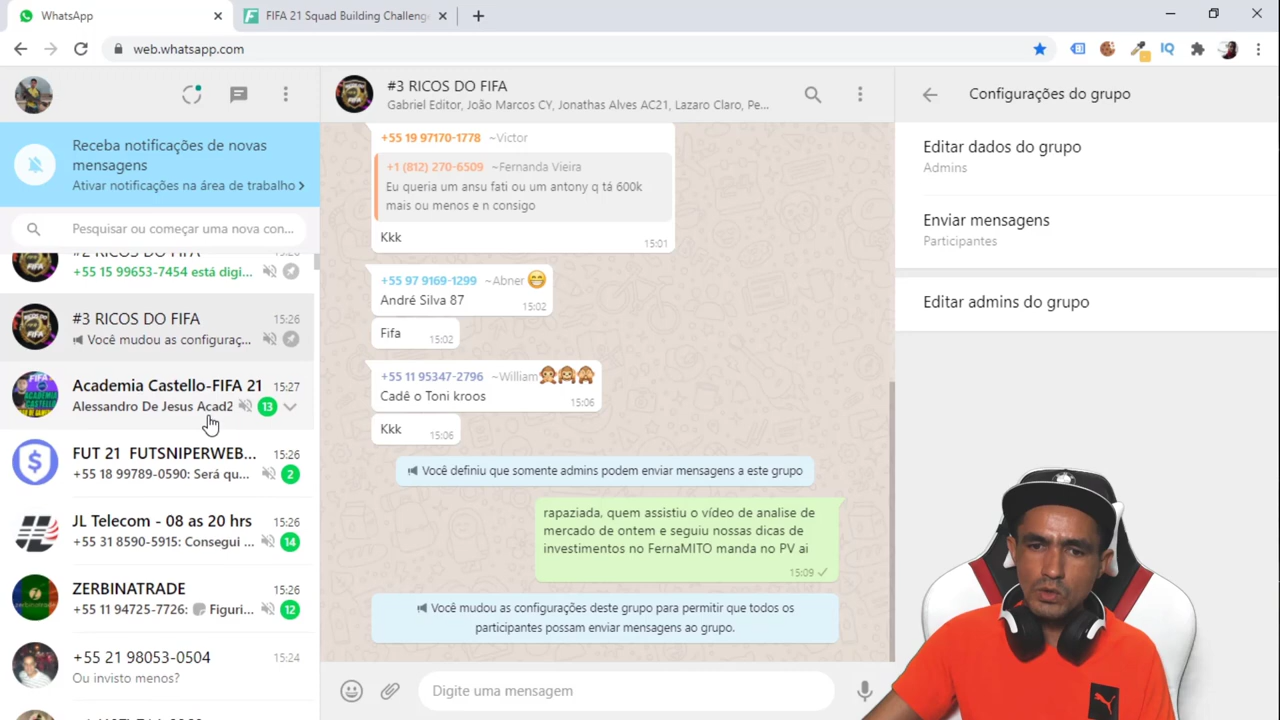 WhatsApp
FIFA 21 Squad Building Challeng
web.whatsapp.com
IQ
Receba notificações de novas
mensagens
Ativar notificações na área de trabalho
Pesquisar ou começar uma nova con...
#2 RICOS DO FIFA
+55 15 99653-7454 está digi...
#3 RICOS DO FIFA
15:26
Você mudou as configuraç...
Academia Castello-FIFA 21
15:27
Alessandro De Jesus Acad2
13
FUT 21 FUTSNIPERWEB...
15:26
+55 18 99789-0590: Será qu...
2
JL Telecom - 08 as 20 hrs
15:26
+55 31 8590-5915: Consegui ...
14
ZERBINATRADE
15:26
+55 11 94725-7726: Figuri...
12
+55 21 98053-0504
15:24
Ou invisto menos?
#3 RICOS DO FIFA
Gabriel Editor, João Marcos CY, Jonathas Alves AC21, Lazaro Claro, Pe...
+55 19 97170-1778 ~Victor
+1 (812) 270-6509 ~Fernanda Vieira
Eu queria um ansu fati ou um antony q tá 600k
mais ou menos e n consigo
Kkk
15:01
+55 97 9169-1299 ~Abner
André Silva 87
15:02
Fifa
15:02
+55 11 95347-2796 ~William
Cadê o Toni kroos
15:06
Kkk
15:06
Você definiu que somente admins podem enviar mensagens a este grupo
rapaziada, quem assistiu o vídeo de analise de
mercado de ontem e seguiu nossas dicas de
investimentos no FernaMITO manda no PV ai
15:09
Você mudou as configurações deste grupo para permitir que todos os
participantes possam enviar mensagens ao grupo.
Digite uma mensagem
Configurações do grupo
Editar dados do grupo
Admins
Enviar mensagens
Participantes
Editar admins do grupo